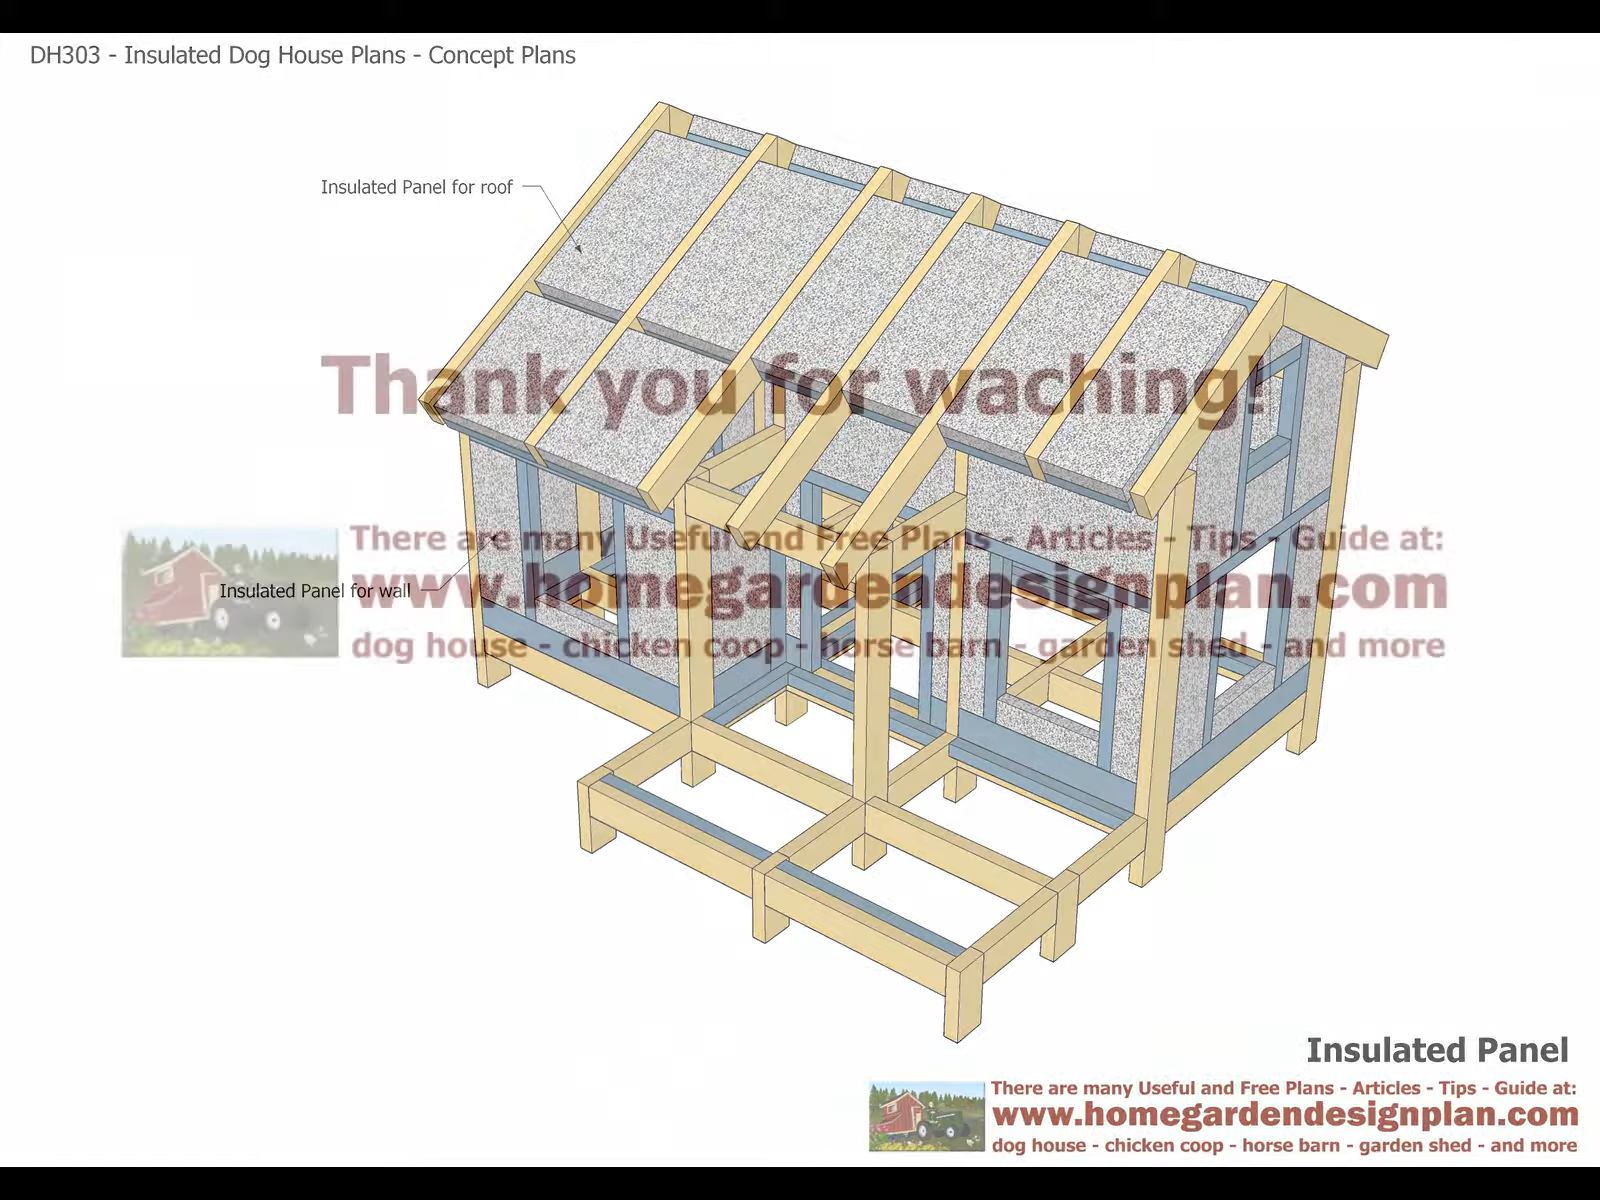 DH303 - Insulated Dog House Plans - Concept Plans
Insulated Panel for roof
Thank you for waching!
There are many Useful and Free Plans - Articles - Tips - Guide at:
www.homegardendesignplan.com
Insulated Panel for wall
dog house - chicken coop - horse barn - garden shed - and more
Insulated Panel
There are many Useful and Free Plans - Articles - Tips - Guide at:
www.homegardendesignplan.com
dog house - chicken coop - horse barn - garden shed - and more